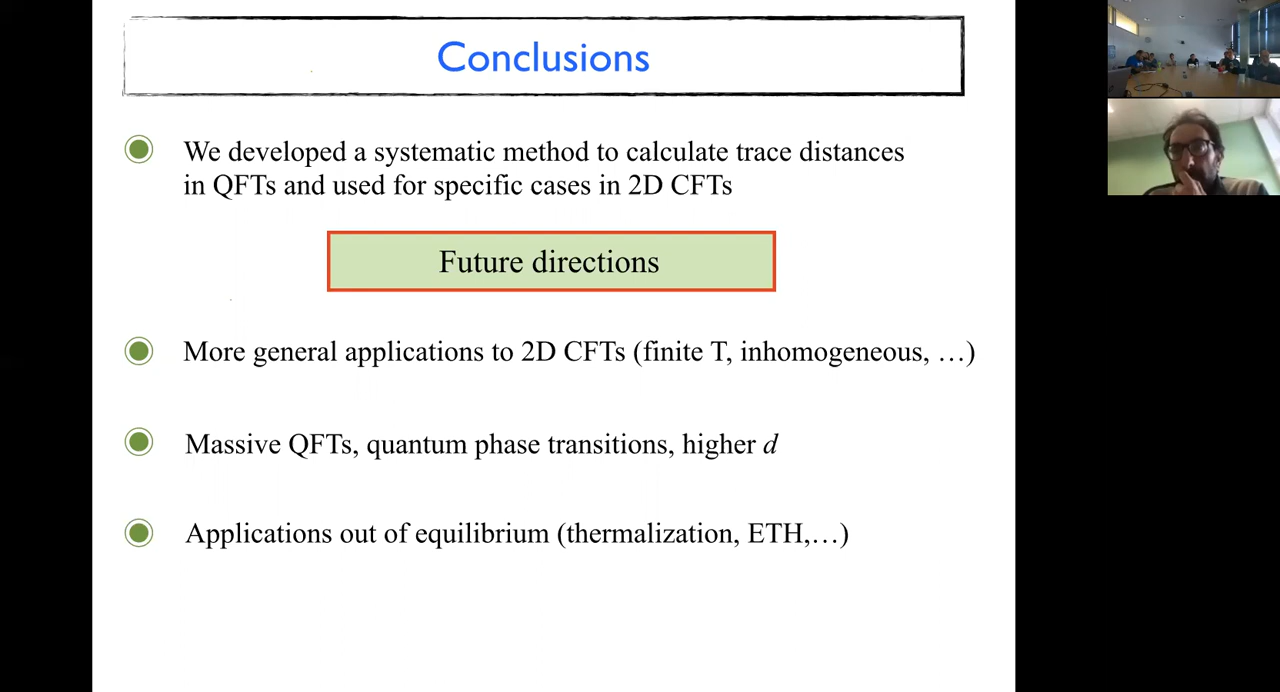 Conclusions
We developed a systematic method to calculate trace distances
in QFTs and used for specific cases in 2D CFTs
Future directions
More general applications to 2D CFTs (finite T, inhomogeneous, …)
Massive QFTs, quantum phase transitions, higher d
Applications out of equilibrium (thermalization, ETH,…)